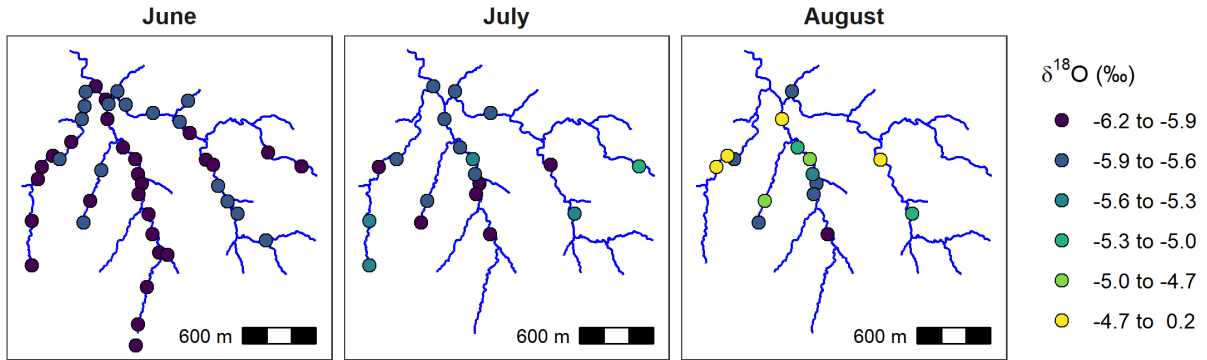 June
July
August
600 m
600 m
600 m
δ¹⁸O (‰)
-6.2 to -5.9
-5.9 to -5.6
-5.6 to -5.3
-5.3 to -5.0
-5.0 to -4.7
-4.7 to 0.2